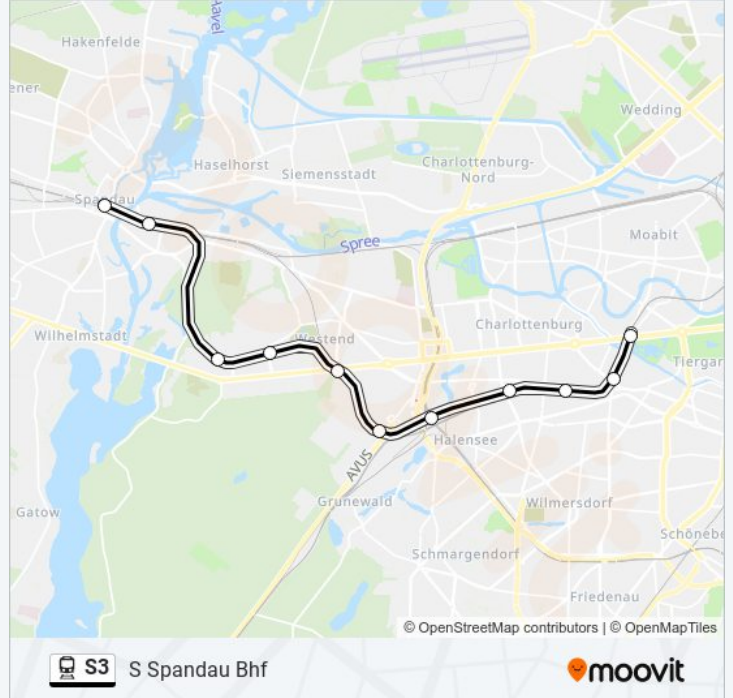 Havel
Hakenfelde
ener
Wedding
Haselhorst
Siemensstadt
Charlottenburg-
Nord
Spandau
Moabit
Spree
Charlottenburg
Wilhelmstadt
Westend
Tiergar
Halensee
AVUS
Grunewald
Wilmersdorf
Gatow
Schönebe
Schmargendorf
Friedenau
© OpenStreetMap contributors | © OpenMapTiles
S3 S Spandau Bhf
moovit